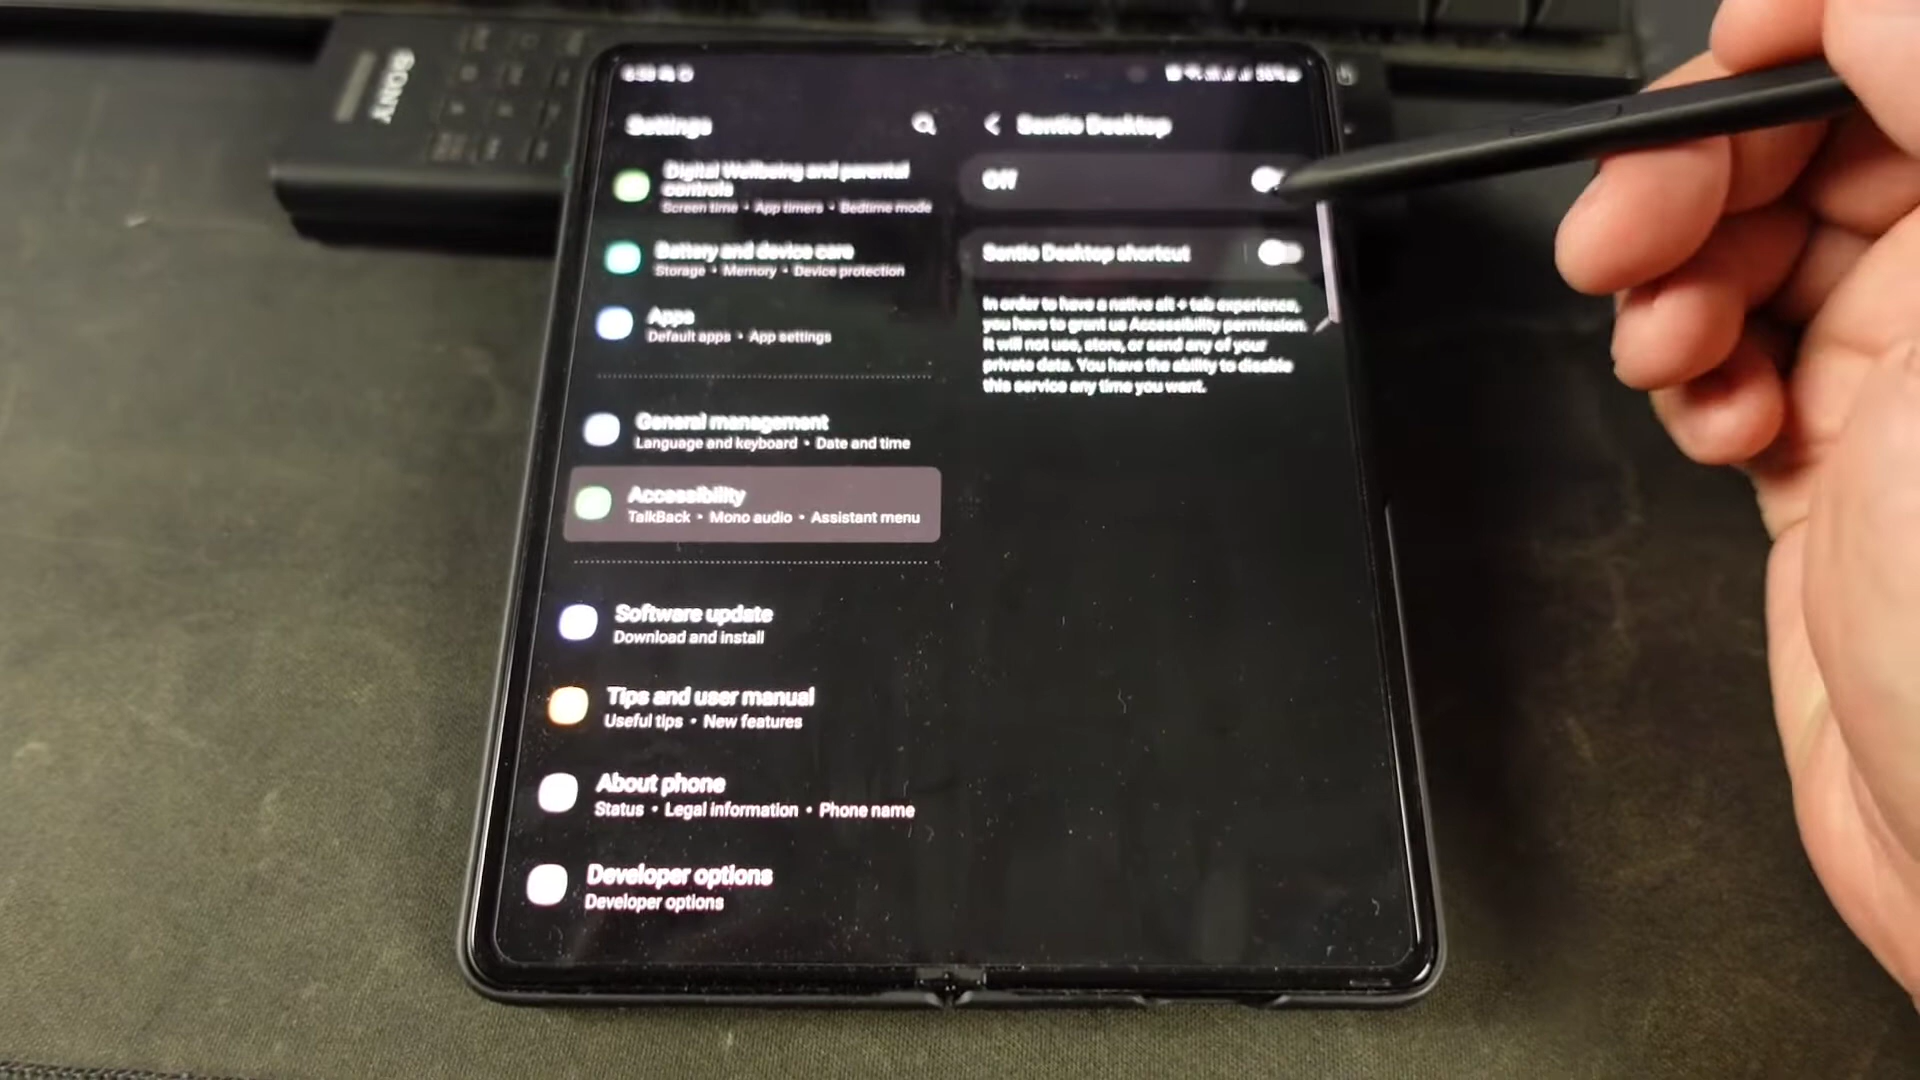 SONY
Settings
Digital Wellbeing and parental
controls
Screen time • App timers • Bedtime mode
Battery and device care
Storage • Memory • Device protection
Apps
Default apps • App settings
General management
Language and keyboard • Date and time
Accessibility
TalkBack • Mono audio • Assistant menu
Software update
Download and install
Tips and user manual
Useful tips • New features
About phone
Status • Legal information • Phone name
Developer options
Developer options
Sentio Desktop
Off
Sentio Desktop shortcut
In order to have a native alt + tab experience,
you have to grant us Accessibility permission.
It will not use, store, or send any of your
private data. You have the ability to disable
this service any time you want.